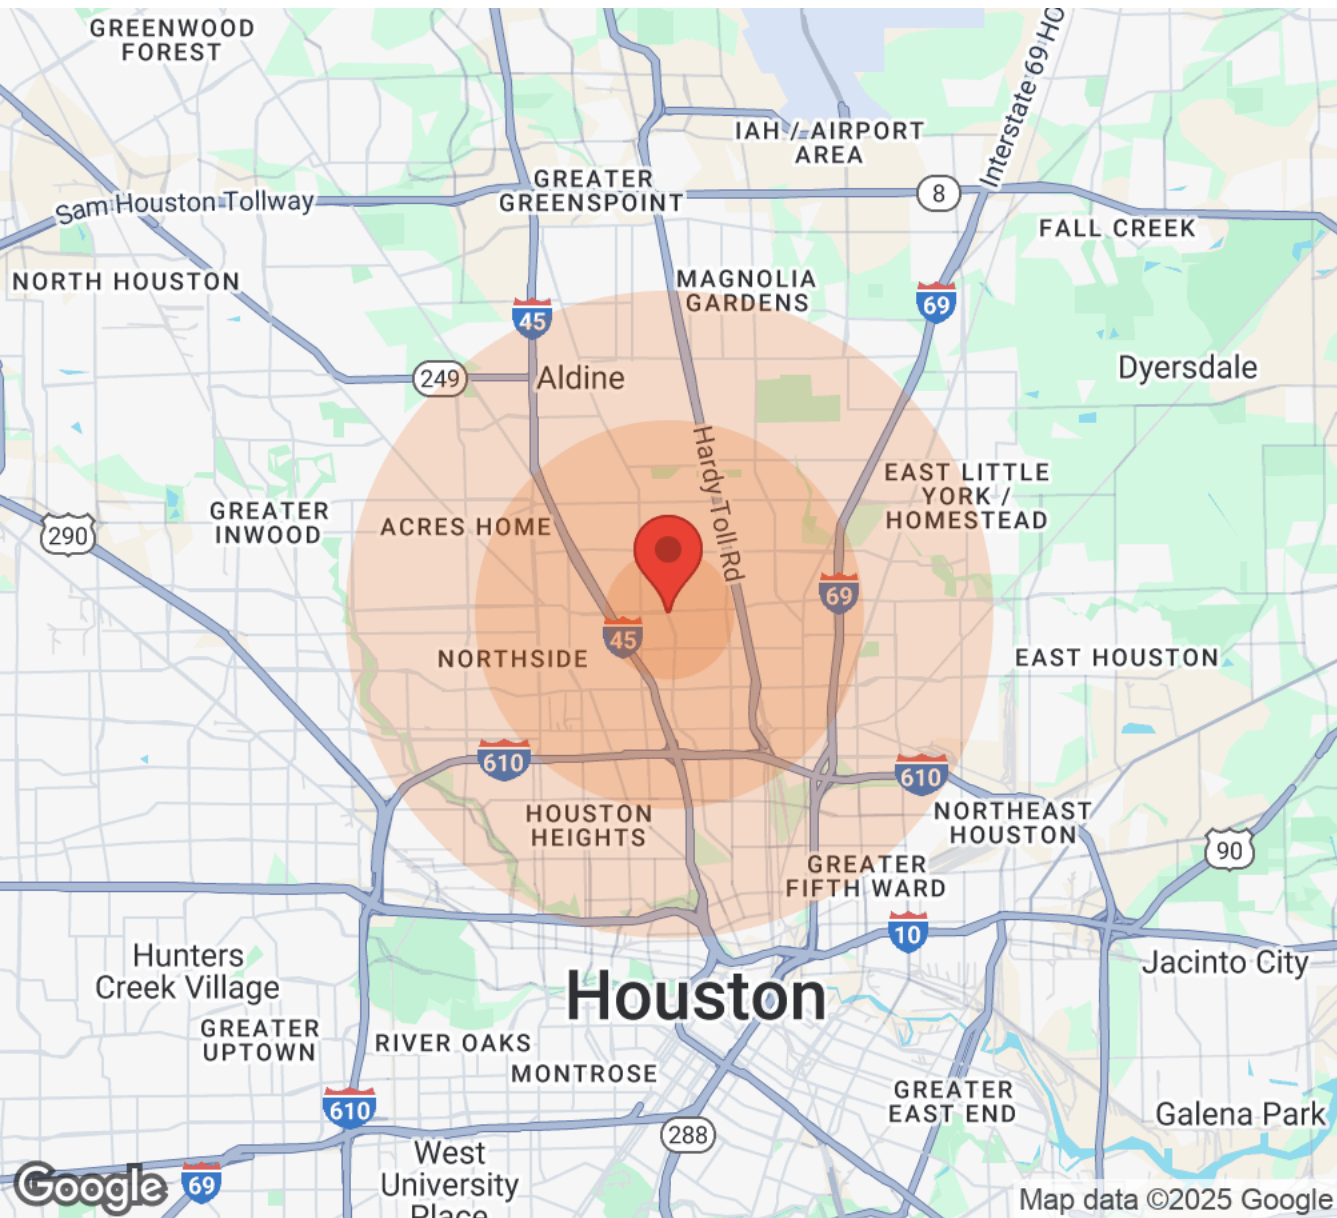 GREENWOOD
FOREST
Interstate 69 HO
IAH / AIRPORT
AREA
GREATER
GREENSPOINT
8
Sam Houston Tollway
FALL CREEK
NORTH HOUSTON
MAGNOLIA
GARDENS
69
45
249
Aldine
Dyersdale
Hardy Toll Rd
EAST LITTLE
YORK /
HOMESTEAD
GREATER
INWOOD
ACRES HOME
290
69
45
NORTHSIDE
EAST HOUSTON
610
610
HOUSTON
HEIGHTS
NORTHEAST
HOUSTON
90
GREATER
FIFTH WARD
10
Hunters
Creek Village
Jacinto City
Houston
GREATER
UPTOWN
RIVER OAKS
MONTROSE
610
GREATER
EAST END
Galena Park
288
West
University
Place
Google
69
Map data ©2025 Google